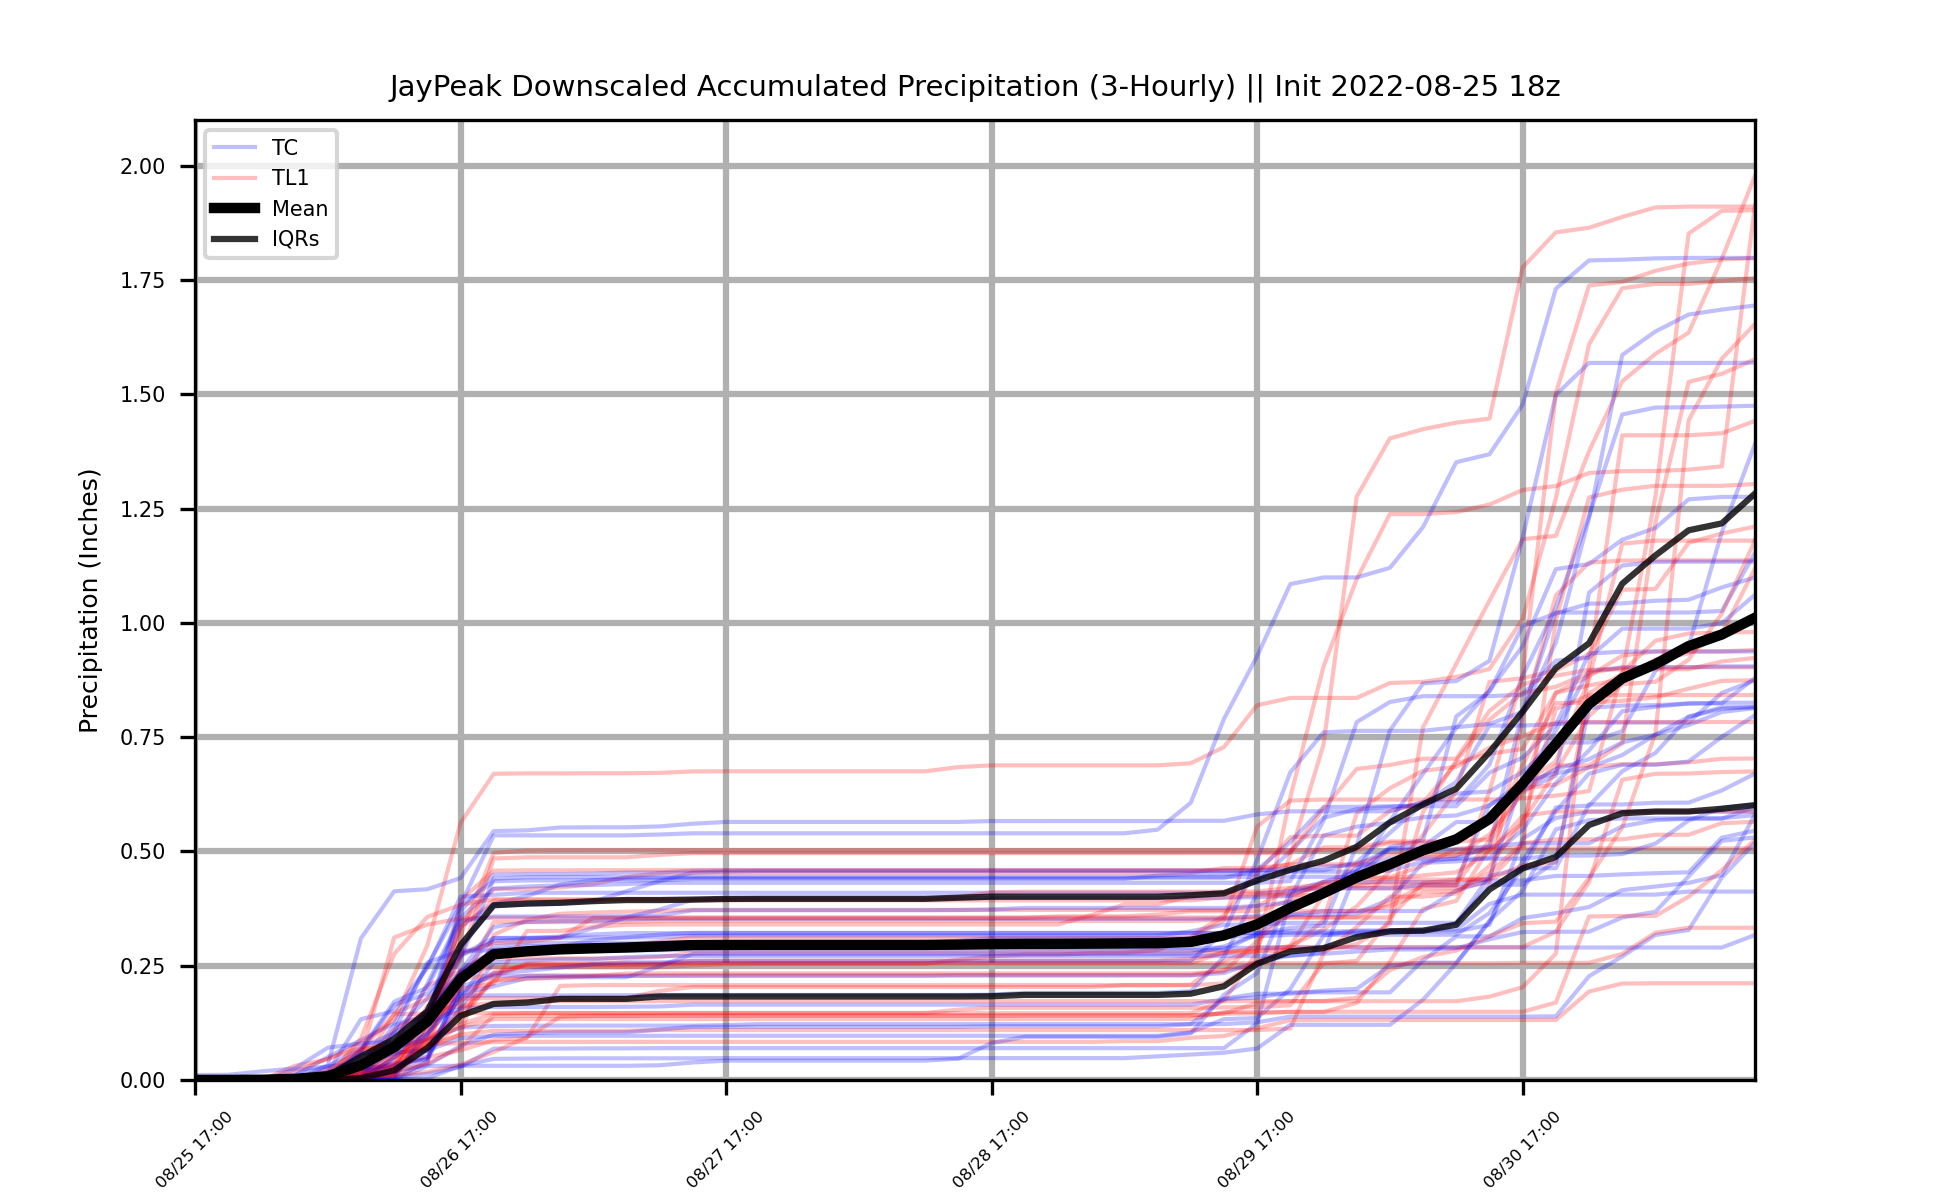 JayPeak Downscaled Accumulated Precipitation (3-Hourly) || Init 2022-08-25 18z
TC
TL1
Mean
IQRs
Precipitation (Inches)
2.00
1.75
1.50
1.25
1.00
0.75
0.50
0.25
0.00
08/25 17:00
08/26 17:00
08/27 17:00
08/28 17:00
08/29 17:00
08/30 17:00